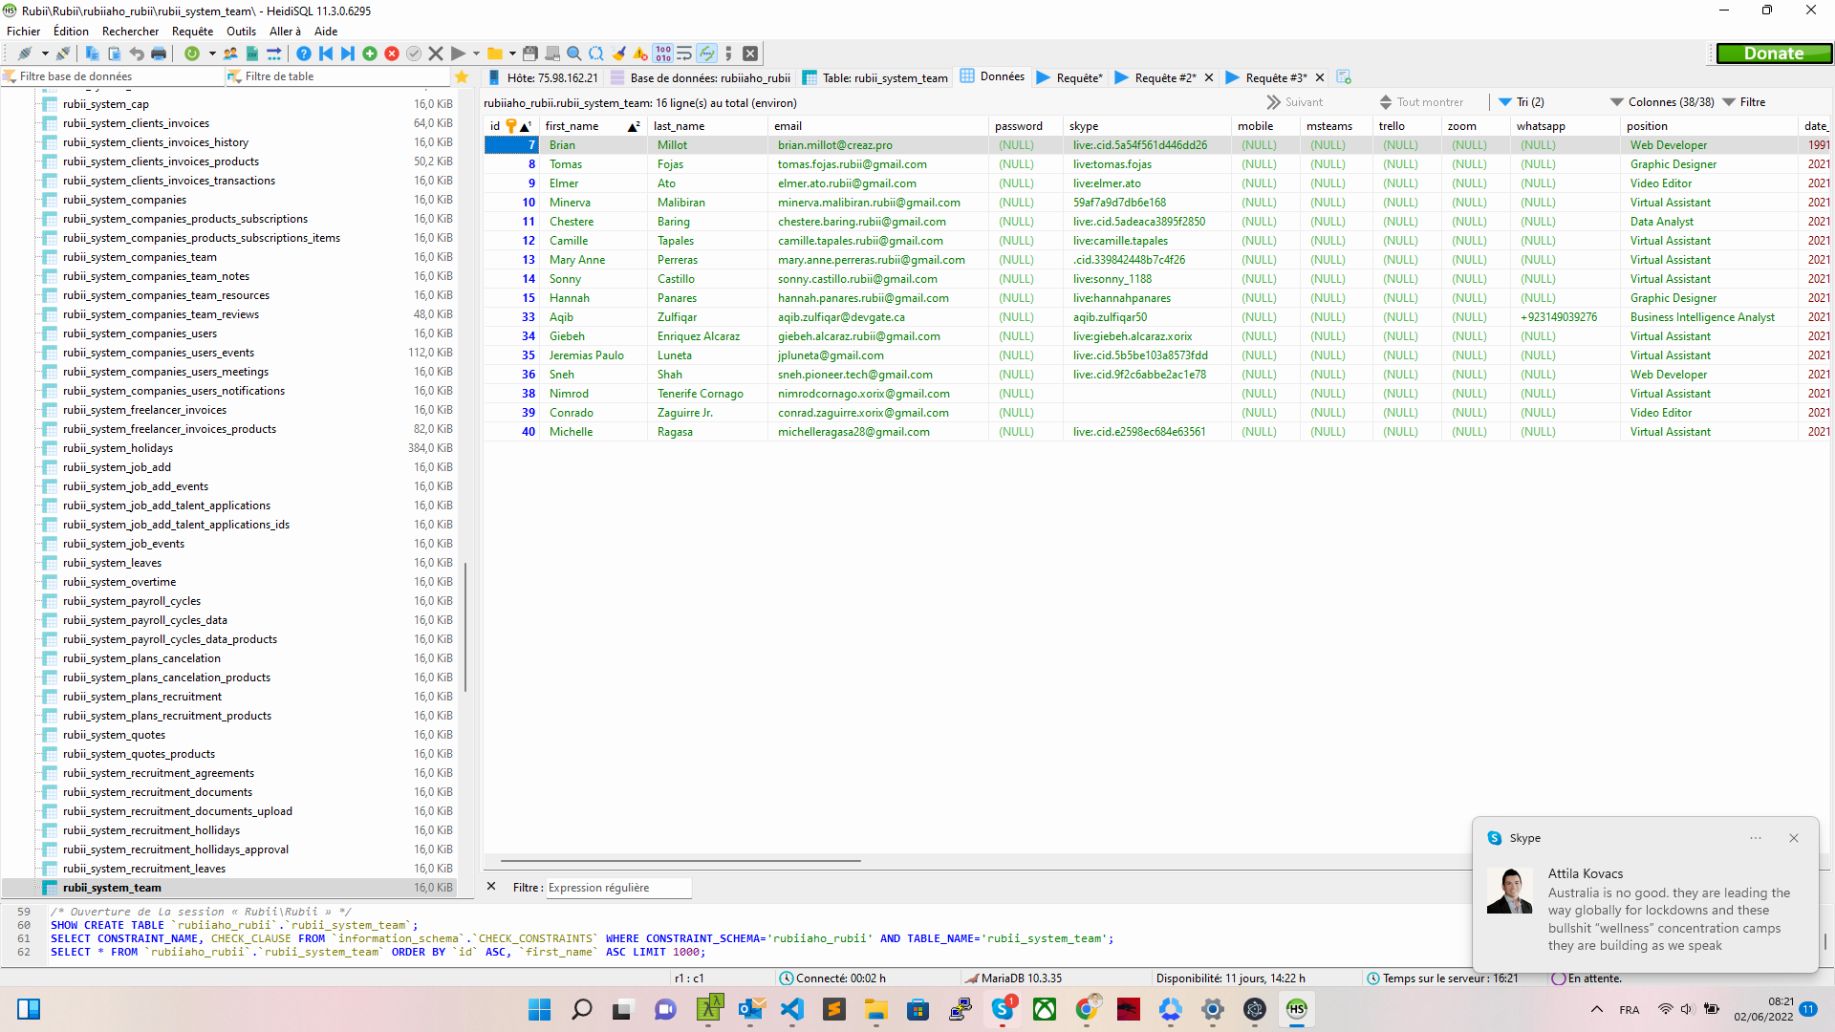 Rubii\Rubii\rubiiaho_rubii\rubii_system_team\ - HeidiSQL 11.3.0.6295
Fichier Édition Rechercher Requête Outils Aller à Aide
Donate
Filtre base de données Filtre de table
Hôte: 75.98.162.21 Base de données: rubiiaho_rubii Table: rubii_system_team Données Requête* Requête #2* Requête #3*
rubii_system_cap 16,0 KiB
rubii_system_clients_invoices 64,0 KiB
rubii_system_clients_invoices_history 16,0 KiB
rubii_system_clients_invoices_products 50,2 KiB
rubii_system_clients_invoices_transactions 16,0 KiB
rubii_system_companies 16,0 KiB
rubii_system_companies_products_subscriptions 16,0 KiB
rubii_system_companies_products_subscriptions_items 16,0 KiB
rubii_system_companies_team 16,0 KiB
rubii_system_companies_team_notes 16,0 KiB
rubii_system_companies_team_resources 16,0 KiB
rubii_system_companies_team_reviews 48,0 KiB
rubii_system_companies_users 16,0 KiB
rubii_system_companies_users_events 112,0 KiB
rubii_system_companies_users_meetings 16,0 KiB
rubii_system_companies_users_notifications 16,0 KiB
rubii_system_freelancer_invoices 16,0 KiB
rubii_system_freelancer_invoices_products 82,0 KiB
rubii_system_holidays 384,0 KiB
rubii_system_job_add 16,0 KiB
rubii_system_job_add_events 16,0 KiB
rubii_system_job_add_talent_applications 16,0 KiB
rubii_system_job_add_talent_applications_ids 16,0 KiB
rubii_system_job_events 16,0 KiB
rubii_system_leaves 16,0 KiB
rubii_system_overtime 16,0 KiB
rubii_system_payroll_cycles 16,0 KiB
rubii_system_payroll_cycles_data 16,0 KiB
rubii_system_payroll_cycles_data_products 16,0 KiB
rubii_system_plans_cancelation 16,0 KiB
rubii_system_plans_cancelation_products 16,0 KiB
rubii_system_plans_recruitment 16,0 KiB
rubii_system_plans_recruitment_products 16,0 KiB
rubii_system_quotes 16,0 KiB
rubii_system_quotes_products 16,0 KiB
rubii_system_recruitment_agreements 16,0 KiB
rubii_system_recruitment_documents 16,0 KiB
rubii_system_recruitment_documents_upload 16,0 KiB
rubii_system_recruitment_hollidays 16,0 KiB
rubii_system_recruitment_hollidays_approval 16,0 KiB
rubii_system_recruitment_leaves 16,0 KiB
rubii_system_team 16,0 KiB
rubiiaho_rubii.rubii_system_team: 16 ligne(s) au total (environ) Suivant Tout montrer Tri (2) Colonnes (38/38) Filtre
id first_name last_name email password skype mobile msteams trello zoom whatsapp position date_
7 Brian Millot brian.millot@creaz.pro (NULL) live:.cid.5a54f561d446dd26 (NULL) (NULL) (NULL) (NULL) (NULL) Web Developer 1991
8 Tomas Fojas tomas.fojas.rubii@gmail.com (NULL) live:tomas.fojas (NULL) (NULL) (NULL) (NULL) (NULL) Graphic Designer 2021
9 Elmer Ato elmer.ato.rubii@gmail.com (NULL) live:elmer.ato (NULL) (NULL) (NULL) (NULL) (NULL) Video Editor 2021
10 Minerva Malibiran minerva.malibiran.rubii@gmail.com (NULL) 59af7a9d7db6e168 (NULL) (NULL) (NULL) (NULL) (NULL) Virtual Assistant 2021
11 Chestere Baring chestere.baring.rubii@gmail.com (NULL) live:.cid.5adeaca3895f2850 (NULL) (NULL) (NULL) (NULL) (NULL) Data Analyst 2021
12 Camille Tapales camille.tapales.rubii@gmail.com (NULL) live:camille.tapales (NULL) (NULL) (NULL) (NULL) (NULL) Virtual Assistant 2021
13 Mary Anne Perreras mary.anne.perreras.rubii@gmail.com (NULL) .cid.339842448b7c4f26 (NULL) (NULL) (NULL) (NULL) (NULL) Virtual Assistant 2021
14 Sonny Castillo sonny.castillo.rubii@gmail.com (NULL) live:sonny_1188 (NULL) (NULL) (NULL) (NULL) (NULL) Virtual Assistant 2021
15 Hannah Panares hannah.panares.rubii@gmail.com (NULL) live:hannahpanares (NULL) (NULL) (NULL) (NULL) (NULL) Graphic Designer 2021
33 Aqib Zulfiqar aqib.zulfiqar@devgate.ca (NULL) aqib.zulfiqar50 (NULL) (NULL) (NULL) (NULL) +923149039276 Business Intelligence Analyst 2021
34 Giebeh Enriquez Alcaraz giebeh.alcaraz.rubii@gmail.com (NULL) live:giebeh.alcaraz.xorix (NULL) (NULL) (NULL) (NULL) (NULL) Virtual Assistant 2021
35 Jeremias Paulo Luneta jpluneta@gmail.com (NULL) live:.cid.5b5be103a8573fdd (NULL) (NULL) (NULL) (NULL) (NULL) Virtual Assistant 2021
36 Sneh Shah sneh.pioneer.tech@gmail.com (NULL) live:.cid.9f2c6abbe2ac1e78 (NULL) (NULL) (NULL) (NULL) (NULL) Web Developer 2021
38 Nimrod Tenerife Cornago nimrodcornago.xorix@gmail.com (NULL) (NULL) (NULL) (NULL) (NULL) (NULL) Virtual Assistant 2021
39 Conrado Zaguirre Jr. conrad.zaguirre.xorix@gmail.com (NULL) (NULL) (NULL) (NULL) (NULL) (NULL) Video Editor 2021
40 Michelle Ragasa michelleragasa28@gmail.com (NULL) live:.cid.e2598ec684e63561 (NULL) (NULL) (NULL) (NULL) (NULL) Virtual Assistant 2021
Filtre : Expression régulière
59 /* Ouverture de la session « Rubii\Rubii » */
60 SHOW CREATE TABLE `rubiiaho_rubii`.`rubii_system_team`;
61 SELECT CONSTRAINT_NAME, CHECK_CLAUSE FROM `information_schema`.`CHECK_CONSTRAINTS` WHERE CONSTRAINT_SCHEMA='rubiiaho_rubii' AND TABLE_NAME='rubii_system_team';
62 SELECT * FROM `rubiiaho_rubii`.`rubii_system_team` ORDER BY `id` ASC, `first_name` ASC LIMIT 1000;
Skype
Attila Kovacs
Australia is no good. they are leading the
way globally for lockdowns and these
bullshit "wellness" concentration camps
they are building as we speak
r1 : c1 Connecté: 00:02 h MariaDB 10.3.35 Disponibilité: 11 jours, 14:22 h Temps sur le serveur : 16:21 En attente.
1
HS
FRA
08:21
02/06/2022
11